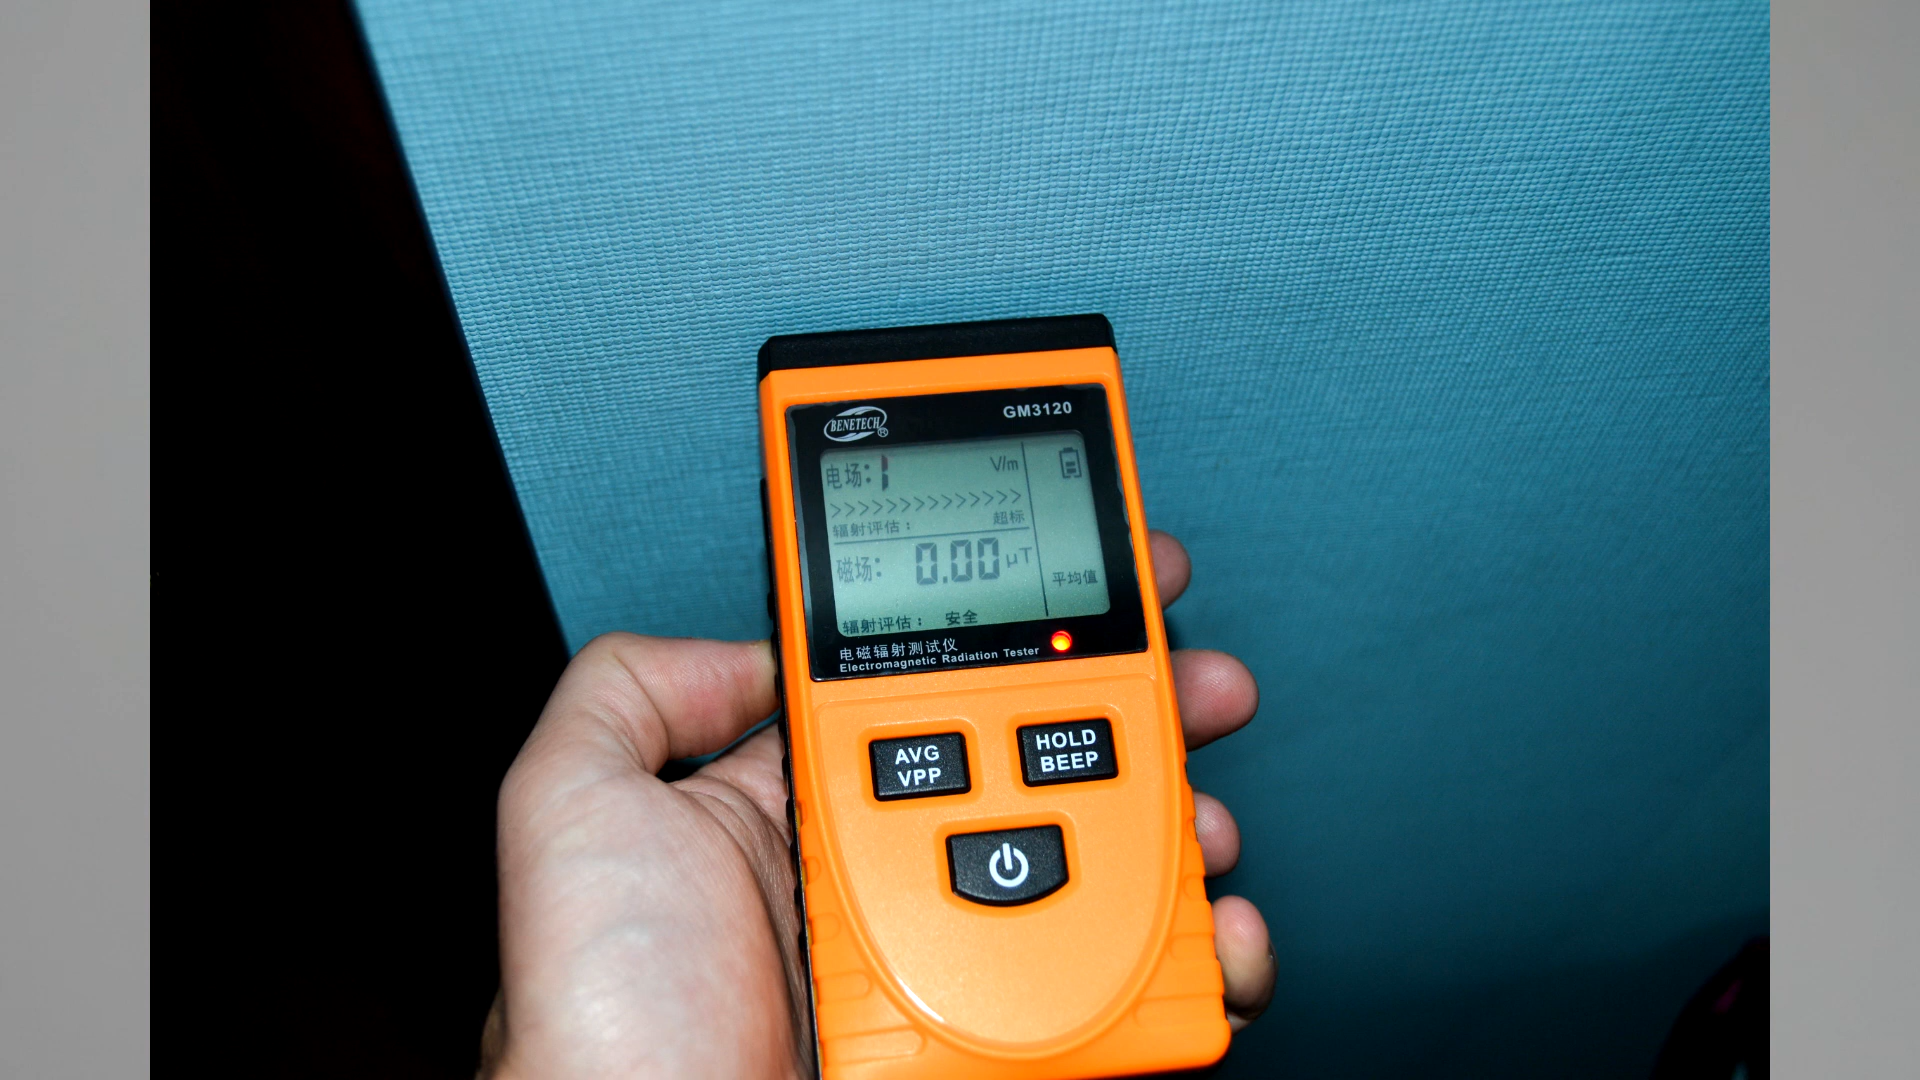 BENETECH®
GM3120
电场: 1 V/m
>>>>>>>>>>>>>>
辐射评估: 超标
磁场: 0.00 μT
平均值
辐射评估: 安全
电磁辐射测试仪
Electromagnetic Radiation Tester
AVG
VPP
HOLD
BEEP